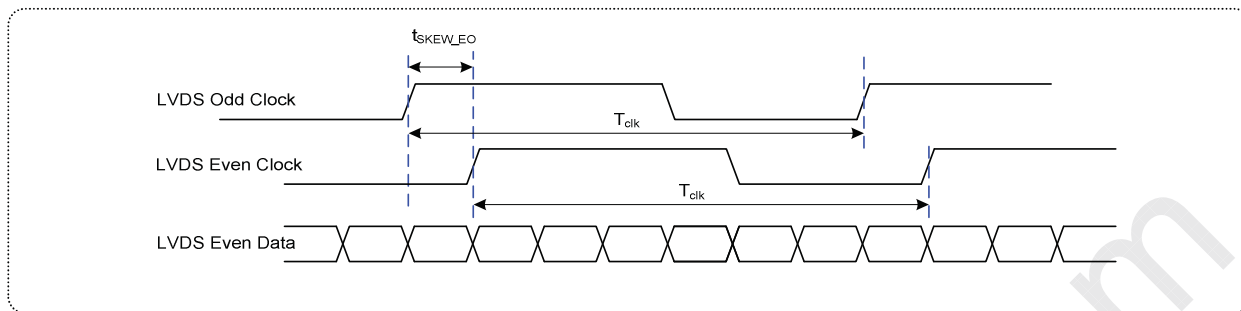 tSKEW_EO
LVDS Odd Clock
Tclk
LVDS Even Clock
Tclk
LVDS Even Data
m